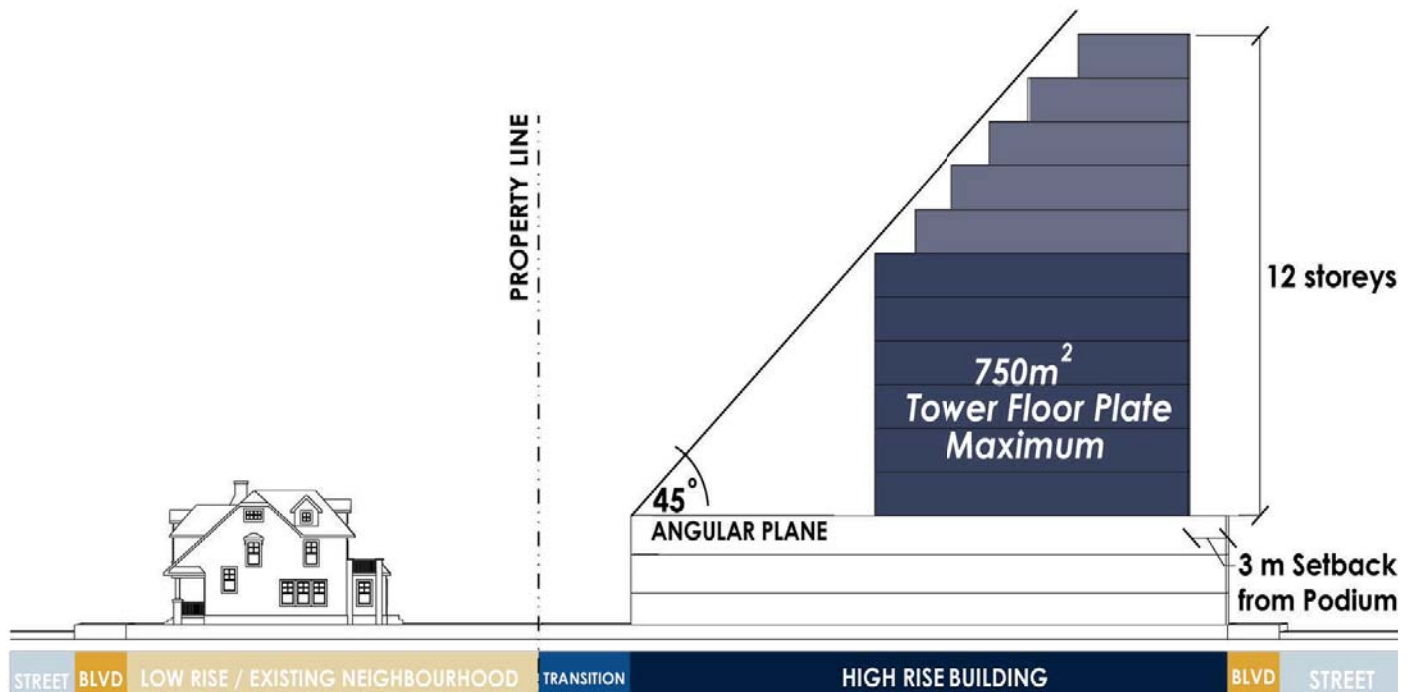 PROPERTY LINE
12 storeys
750m²
Tower Floor Plate
Maximum
45°
ANGULAR PLANE
3 m Setback
from Podium
STREET BLVD LOW RISE / EXISTING NEIGHBOURHOOD TRANSITION HIGH RISE BUILDING BLVD STREET